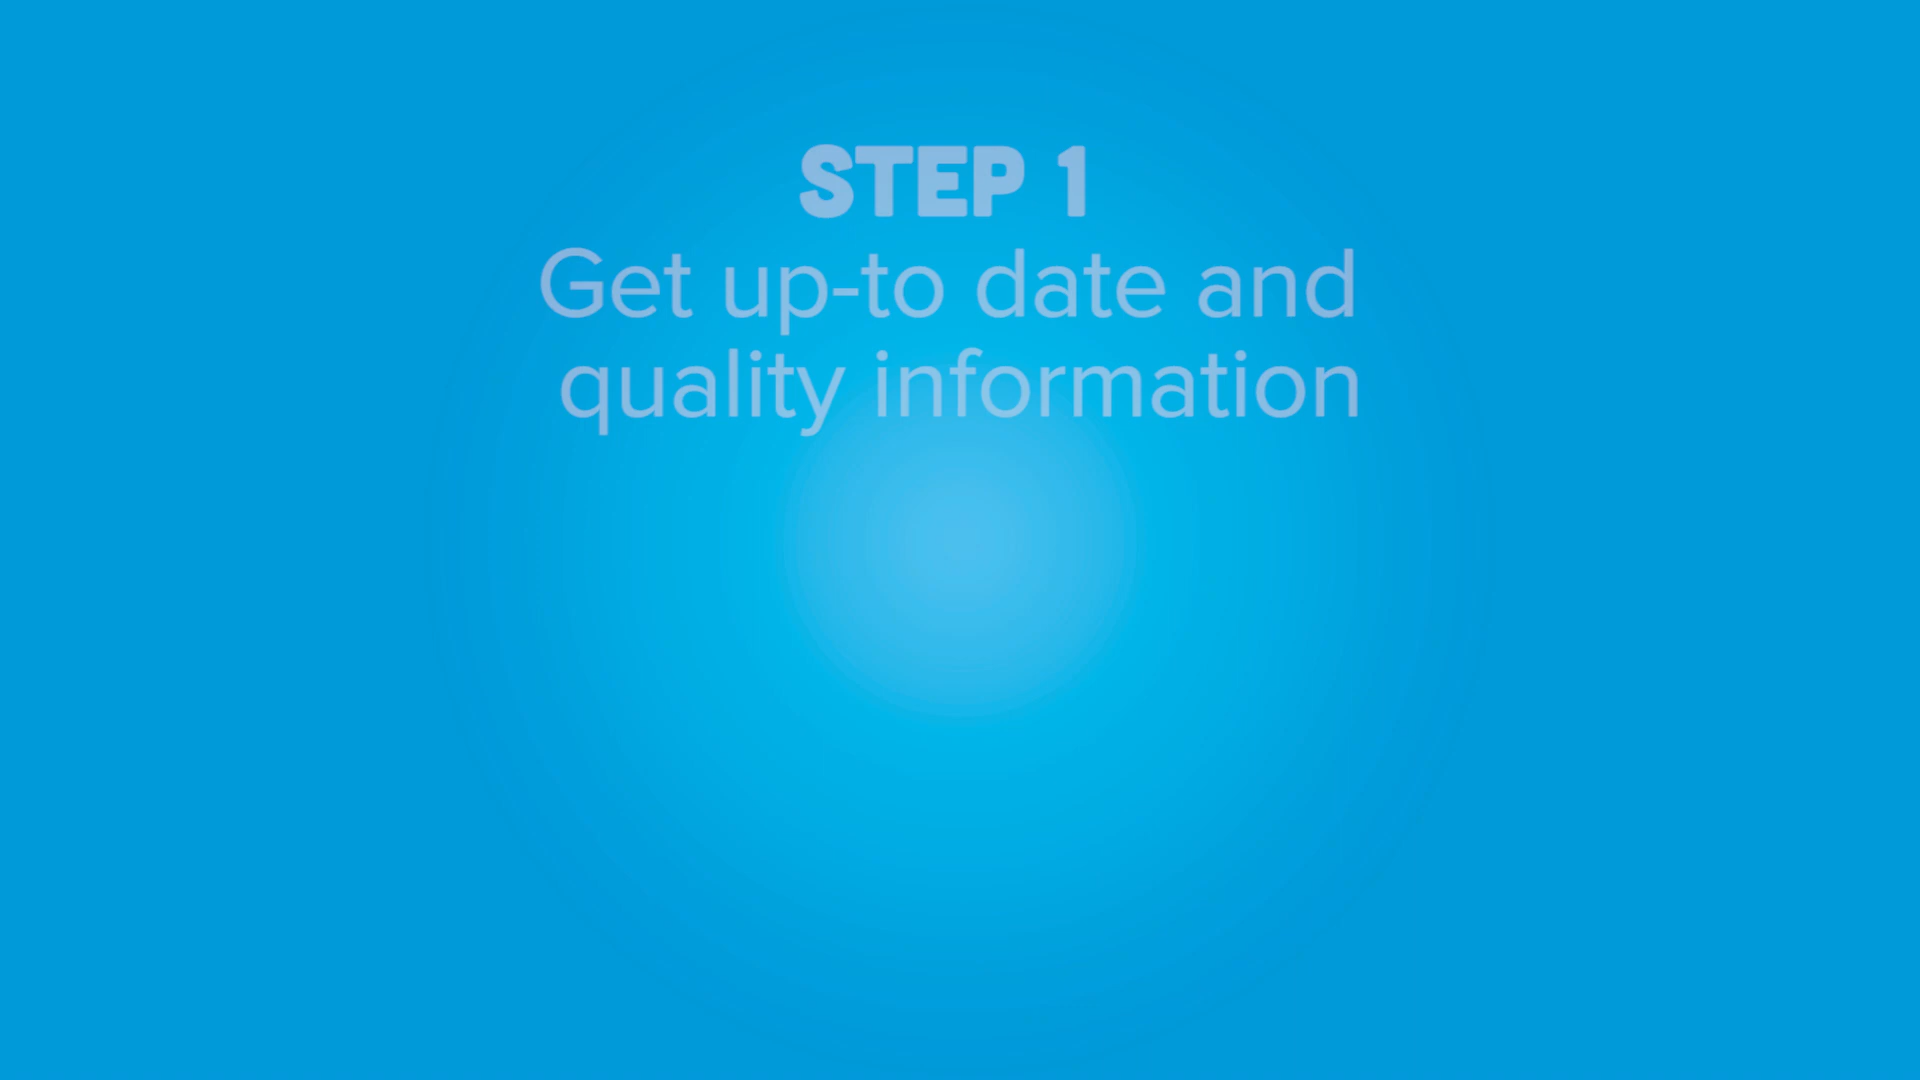 STEP 1
Get up-to date and
quality information